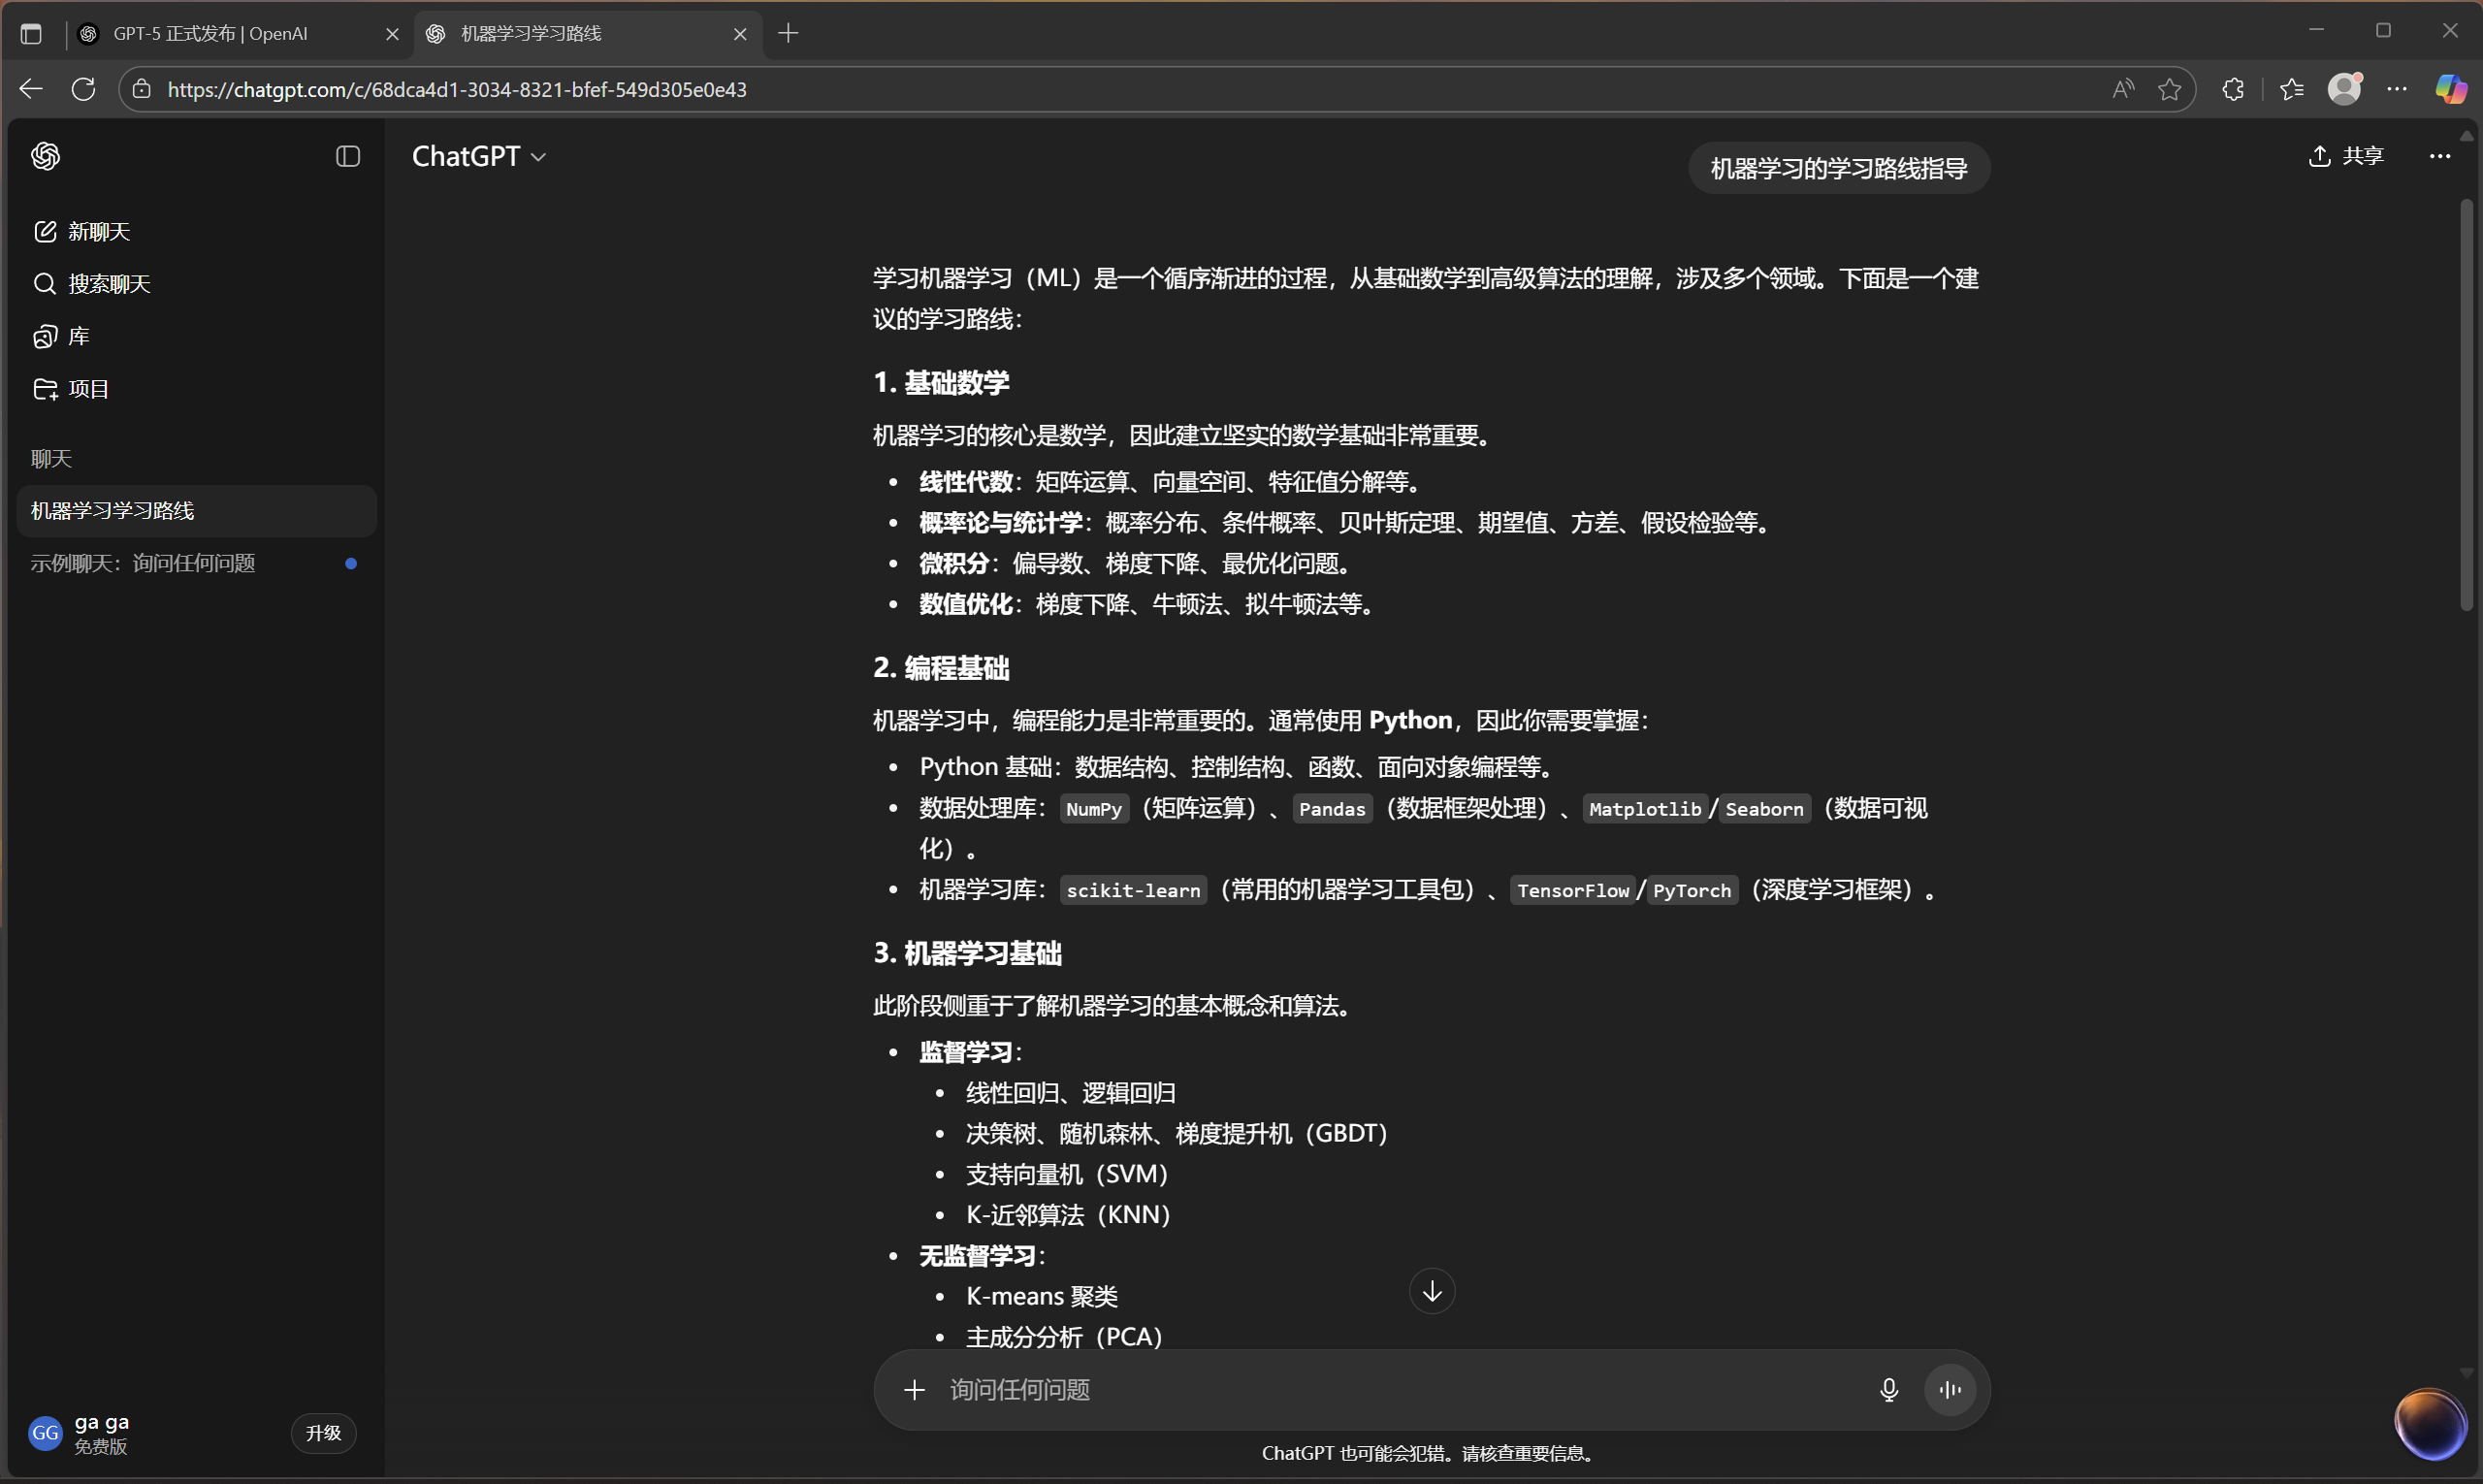 GPT-5 正式发布 | OpenAI
机器学习学习路线
https://chatgpt.com/c/68dca4d1-3034-8321-bfef-549d305e0e43
ChatGPT
共享
机器学习的学习路线指导
新聊天
搜索聊天
库
项目
聊天
机器学习学习路线
示例聊天：询问任何问题
学习机器学习（ML）是一个循序渐进的过程，从基础数学到高级算法的理解，涉及多个领域。下面是一个建
议的学习路线：
1. 基础数学
机器学习的核心是数学，因此建立坚实的数学基础非常重要。
• 线性代数：矩阵运算、向量空间、特征值分解等。
• 概率论与统计学：概率分布、条件概率、贝叶斯定理、期望值、方差、假设检验等。
• 微积分：偏导数、梯度下降、最优化问题。
• 数值优化：梯度下降、牛顿法、拟牛顿法等。
2. 编程基础
机器学习中，编程能力是非常重要的。通常使用 Python，因此你需要掌握：
• Python 基础：数据结构、控制结构、函数、面向对象编程等。
• 数据处理库：NumPy（矩阵运算）、Pandas（数据框架处理）、Matplotlib/Seaborn（数据可视
化）。
• 机器学习库：scikit-learn（常用的机器学习工具包）、TensorFlow/PyTorch（深度学习框架）。
3. 机器学习基础
此阶段侧重于了解机器学习的基本概念和算法。
• 监督学习：
• 线性回归、逻辑回归
• 决策树、随机森林、梯度提升机（GBDT）
• 支持向量机（SVM）
• K-近邻算法（KNN）
• 无监督学习：
• K-means 聚类
• 主成分分析（PCA）
询问任何问题
GG
ga ga
免费版
升级
ChatGPT 也可能会犯错。请核查重要信息。